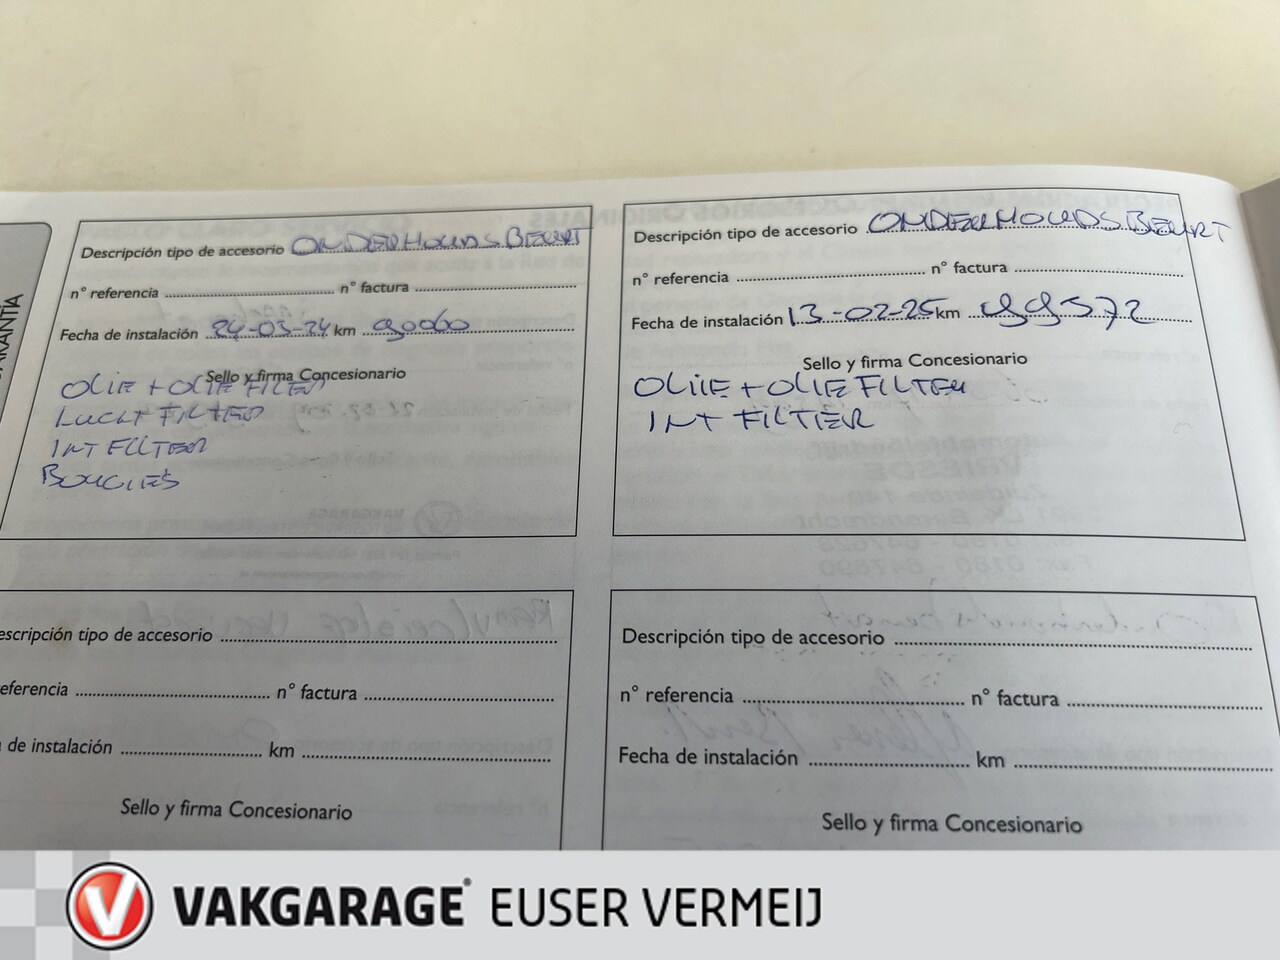 Descripción tipo de accesorio ONDERHOUDSBEURT
n° referencia n° factura
Fecha de instalación 24-03-24 km 90060
Sello y firma Concesionario
OLIE + OLIE FILTER
LUCHTFILTER
INT FILTER
BOUGIES
Descripción tipo de accesorio ONDERHOUDSBEURT
n° referencia n° factura
Fecha de instalación 13-02-25 km 99572
Sello y firma Concesionario
OLIE + OLIE FILTER
INT FILTER
escripción tipo de accesorio
eferencia n° factura
de instalación km
Sello y firma Concesionario
Descripción tipo de accesorio
n° referencia n° factura
Fecha de instalación km
Sello y firma Concesionario
VAKGARAGE EUSER VERMEIJ